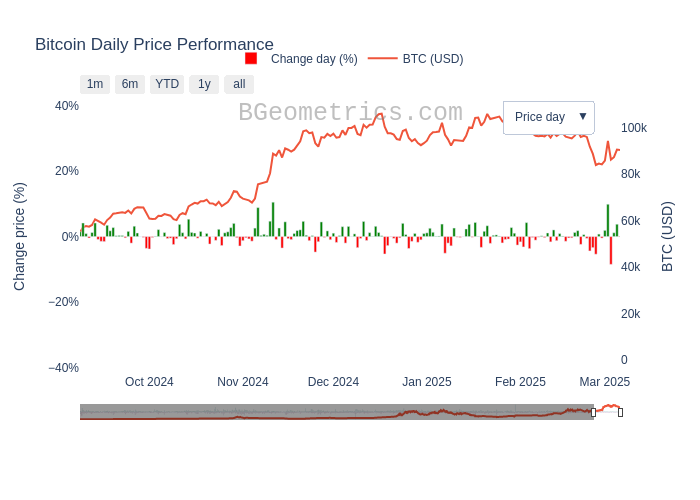 Bitcoin Daily Price Performance
Change day (%)
BTC (USD)
1m
6m
YTD
1y
all
BGeometrics.com
Price day ▼
40%
20%
0%
−20%
−40%
Change price (%)
100k
80k
60k
40k
20k
0
BTC (USD)
Oct 2024
Nov 2024
Dec 2024
Jan 2025
Feb 2025
Mar 2025